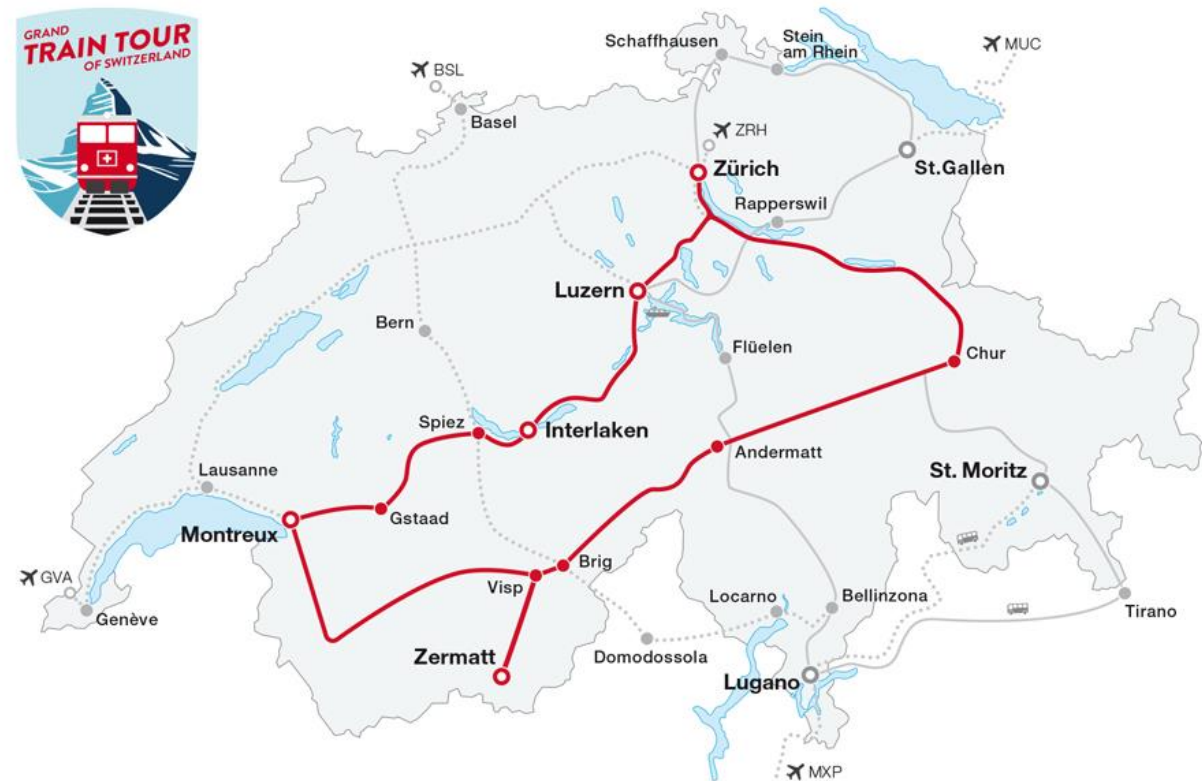 GRAND
TRAIN TOUR
OF SWITZERLAND
Schaffhausen
Stein
am Rhein
MUC
BSL
Basel
ZRH
Zürich
St.Gallen
Rapperswil
Luzern
Bern
Flüelen
Chur
Spiez
Interlaken
Andermatt
Lausanne
St. Moritz
Montreux
Gstaad
Brig
Visp
GVA
Genève
Locarno
Bellinzona
Tirano
Zermatt
Domodossola
Lugano
MXP